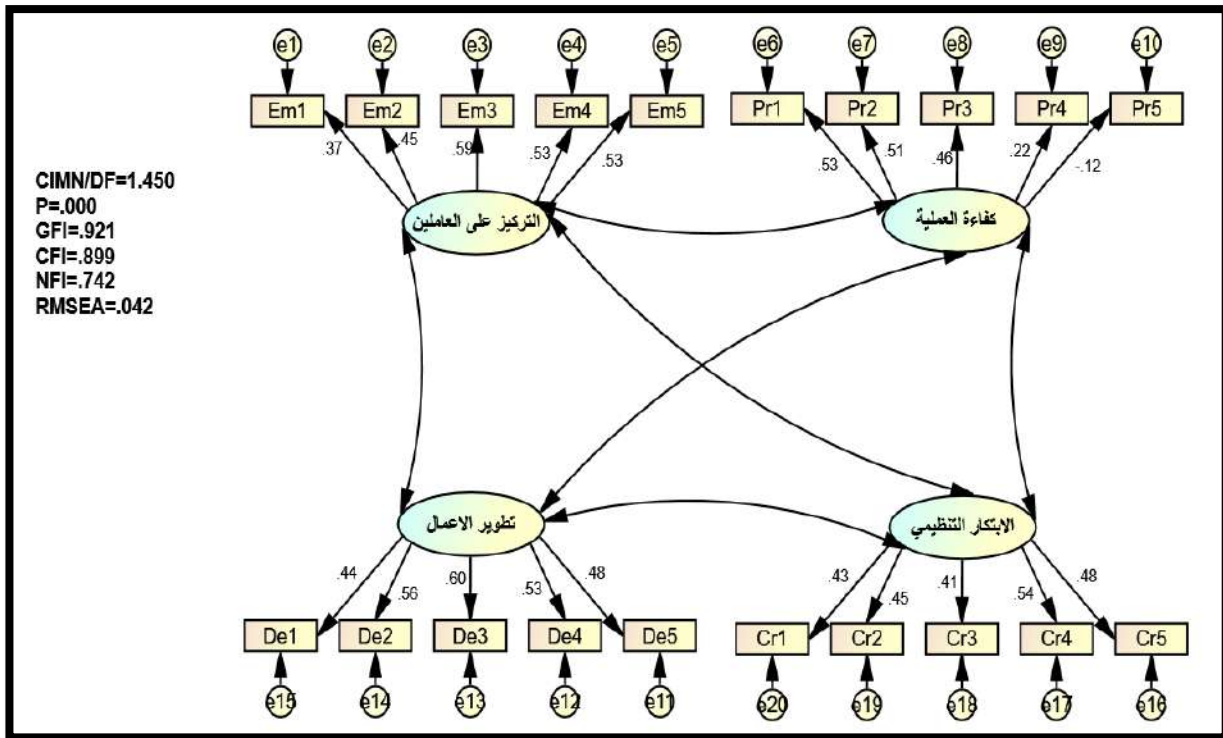 e1 e2 e3 e4 e5 e6 e7 e8 e9 e10
Em1 Em2 Em3 Em4 Em5 Pr1 Pr2 Pr3 Pr4 Pr5
.37 .45 .59 .53 .53 .53 .51 .46 .22 -.12
CIMN/DF=1.450
P=.000
GFI=.921
CFI=.899
NFI=.742
RMSEA=.042
التركيز على العاملين
كفاءة العملية
تطوير الاعمال
الابتكار التنظيمي
.44 .56 .60 .53 .48 .43 .45 .41 .54 .48
De1 De2 De3 De4 De5 Cr1 Cr2 Cr3 Cr4 Cr5
e15 e14 e13 e12 e11 e20 e19 e18 e17 e16